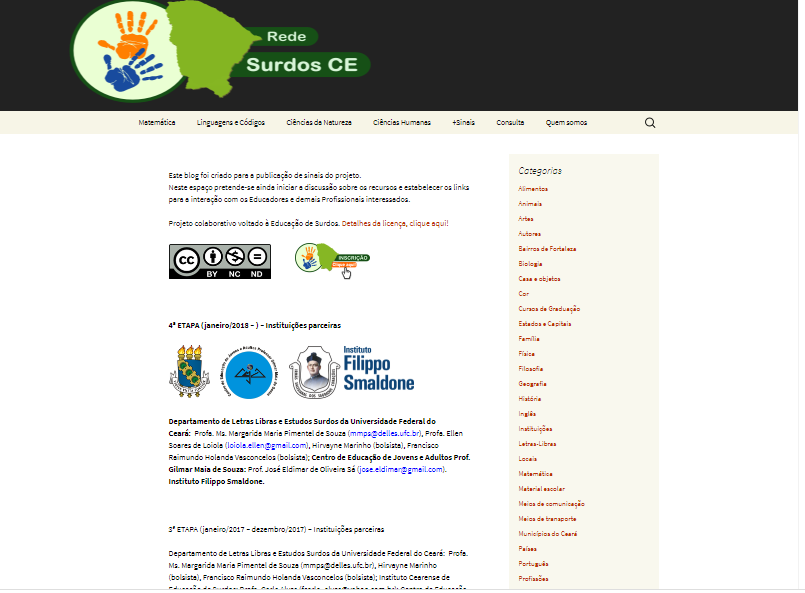 Rede
Surdos CE
Matemática Linguagens e Códigos Ciências da Natureza Ciências Humanas +Sinais Consulta Quem somos
Este blog foi criado para a publicação de sinais do projeto.
Neste espaço pretende-se ainda iniciar a discussão sobre os recursos e estabelecer os links
para a interação com os Educadores e demais Profissionais interessados.
Projeto colaborativo voltado à Educação de Surdos. Detalhes da licença, clique aqui!
cc BY NC ND
INSCRIÇÃO
Clique aqui!
4ª ETAPA (janeiro/2018 – ) – Instituições parceiras
Instituto
Filippo
Smaldone
Departamento de Letras Libras e Estudos Surdos da Universidade Federal do
Ceará: Profa. Ms. Margarida Maria Pimentel de Souza (mmps@delles.ufc.br), Profa. Ellen
Soares de Loiola (loiola.ellen@gmail.com), Hirvayne Marinho (bolsista), Francisco
Raimundo Holanda Vasconcelos (bolsista); Centro de Educação de Jovens e Adultos Prof.
Gilmar Maia de Souza: Prof. José Eldimar de Oliveira Sá (jose.eldimar@gmail.com).
Instituto Filippo Smaldone.
3ª ETAPA (janeiro/2017 – dezembro/2017) – Instituições parceiras
Departamento de Letras Libras e Estudos Surdos da Universidade Federal do Ceará: Profa.
Ms. Margarida Maria Pimentel de Souza (mmps@delles.ufc.br), Hirvayne Marinho
(bolsista), Francisco Raimundo Holanda Vasconcelos (bolsista); Instituto Cearense de
Categorias
Alimentos
Animais
Artes
Autores
Bairros de Fortaleza
Biologia
Casa e objetos
Cor
Cursos de Graduação
Estados e Capitais
Família
Física
Filosofia
Geografia
História
Inglês
Instituições
Letras-Libras
Locais
Matemática
Material escolar
Meios de comunicação
Meios de transporte
Municípios do Ceará
Países
Português
Profissões